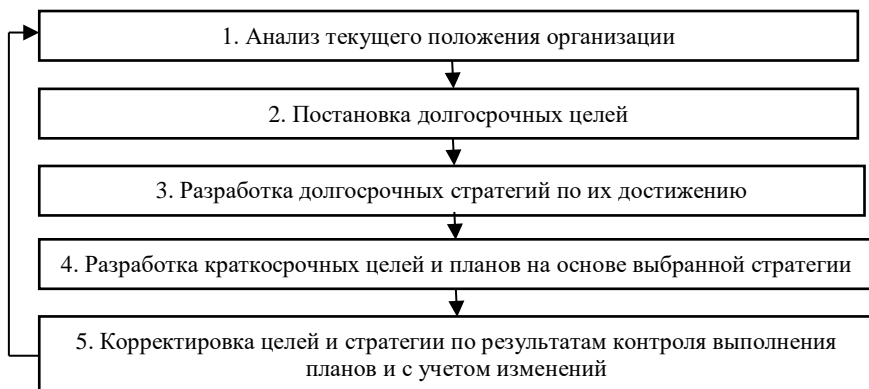 1. Анализ текущего положения организации
2. Постановка долгосрочных целей
3. Разработка долгосрочных стратегий по их достижению
4. Разработка краткосрочных целей и планов на основе выбранной стратегии
5. Корректировка целей и стратегии по результатам контроля выполнения
планов и с учетом изменений